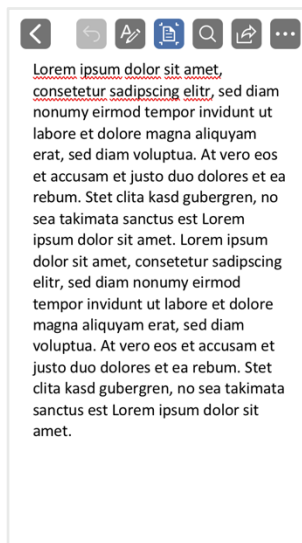 Lorem ipsum dolor sit amet,
consetetur sadipscing elitr, sed diam
nonumy eirmod tempor invidunt ut
labore et dolore magna aliquyam
erat, sed diam voluptua. At vero eos
et accusam et justo duo dolores et ea
rebum. Stet clita kasd gubergren, no
sea takimata sanctus est Lorem
ipsum dolor sit amet. Lorem ipsum
dolor sit amet, consetetur sadipscing
elitr, sed diam nonumy eirmod
tempor invidunt ut labore et dolore
magna aliquyam erat, sed diam
voluptua. At vero eos et accusam et
justo duo dolores et ea rebum. Stet
clita kasd gubergren, no sea takimata
sanctus est Lorem ipsum dolor sit
amet.